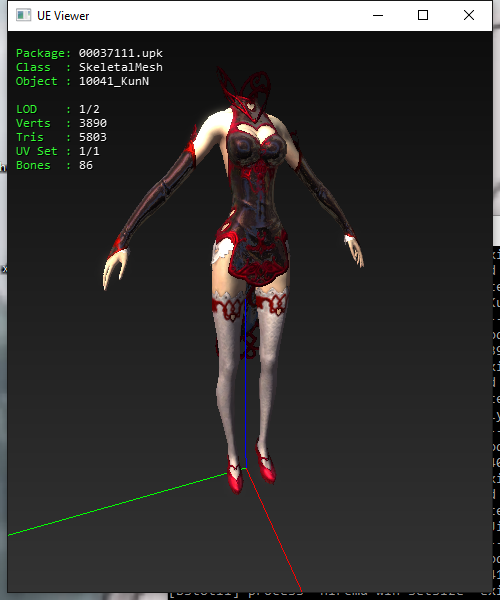 UE Viewer
Package: 00037111.upk
Class : SkeletalMesh
Object : 10041_KunN
LOD : 1/2
Verts : 3890
Tris : 5803
UV Set : 1/1
Bones : 86